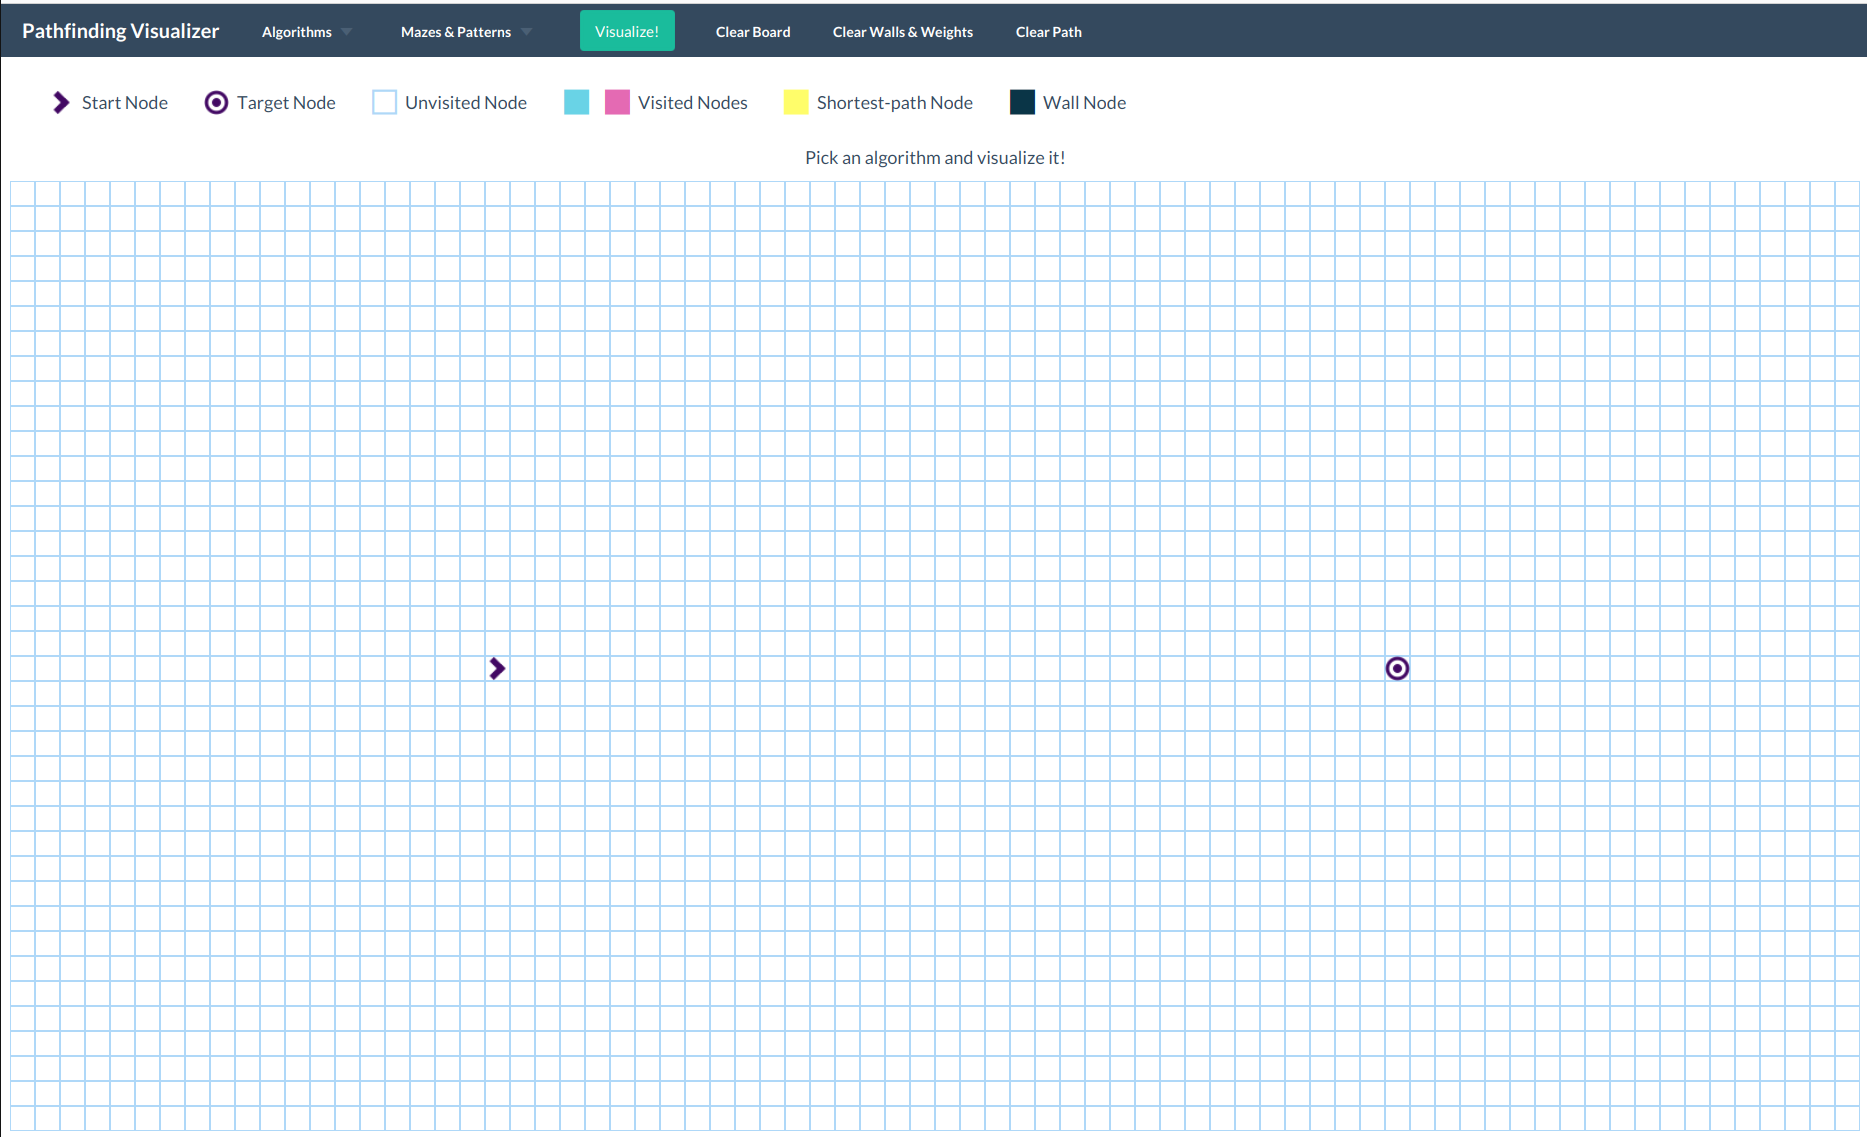 Pathfinding Visualizer Algorithms Mazes & Patterns Visualize! Clear Board Clear Walls & Weights Clear Path
Start Node Target Node Unvisited Node Visited Nodes Shortest-path Node Wall Node
Pick an algorithm and visualize it!